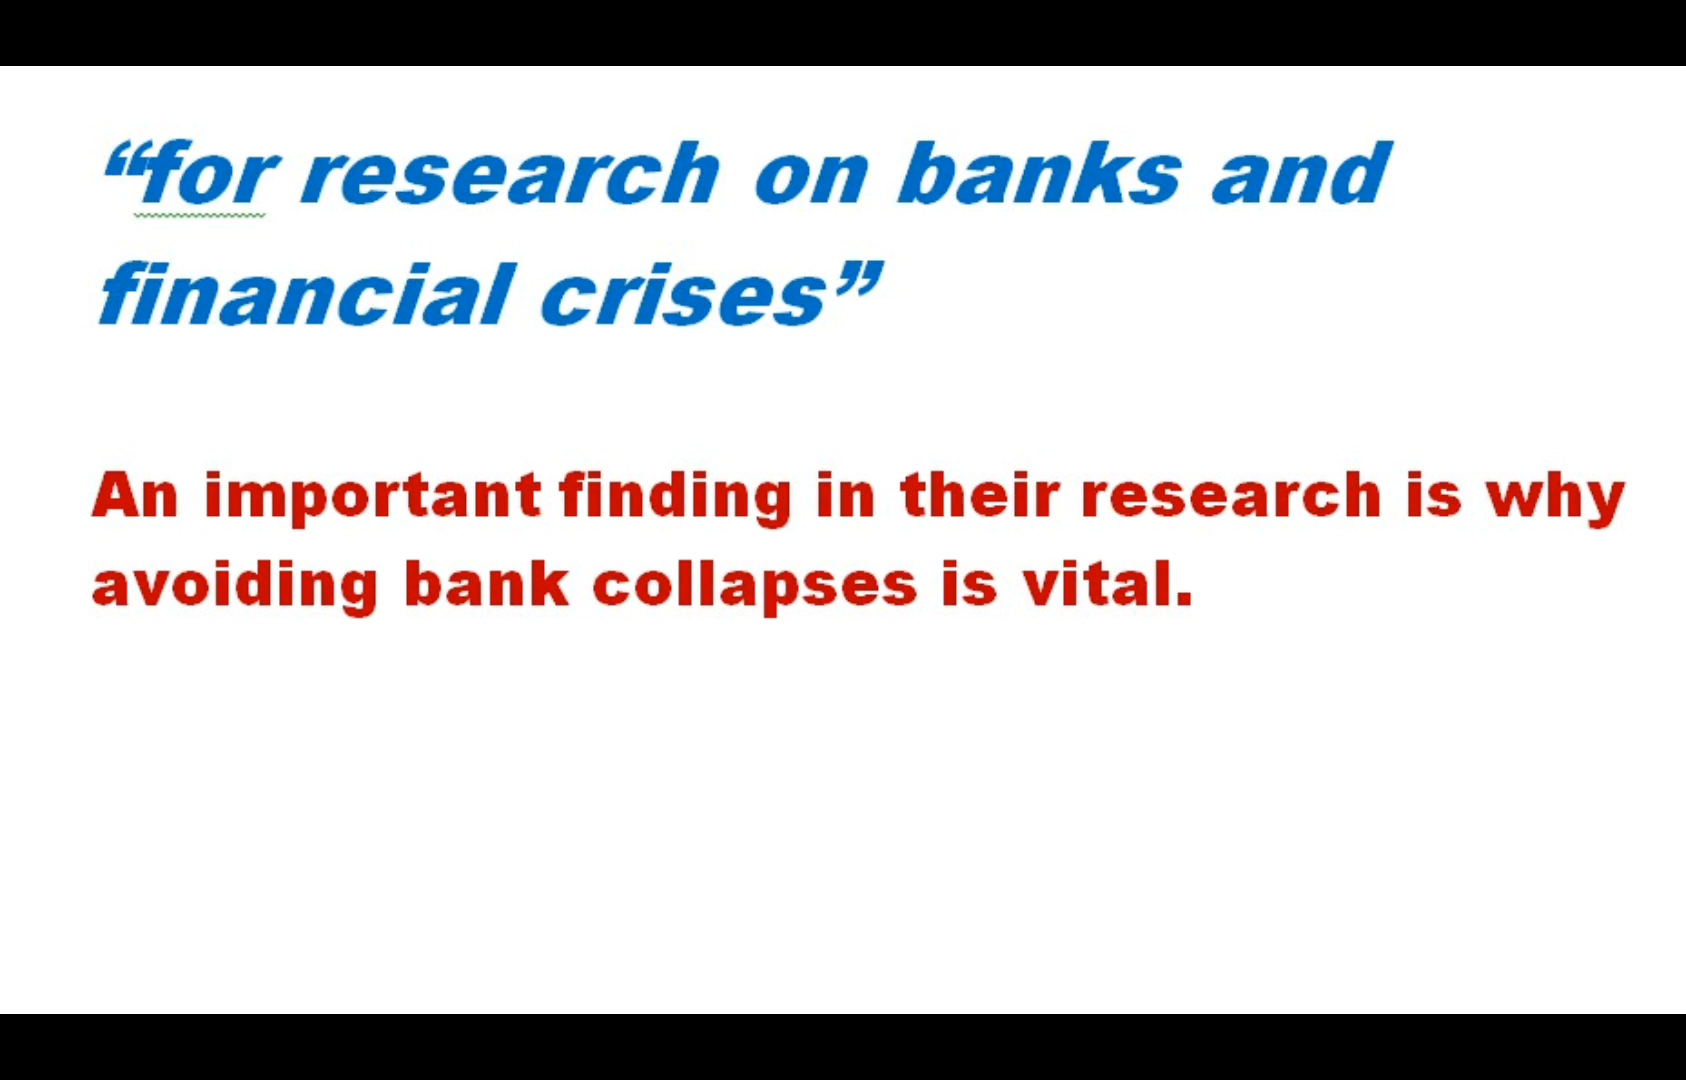 “for research on banks and
financial crises”
An important finding in their research is why
avoiding bank collapses is vital.